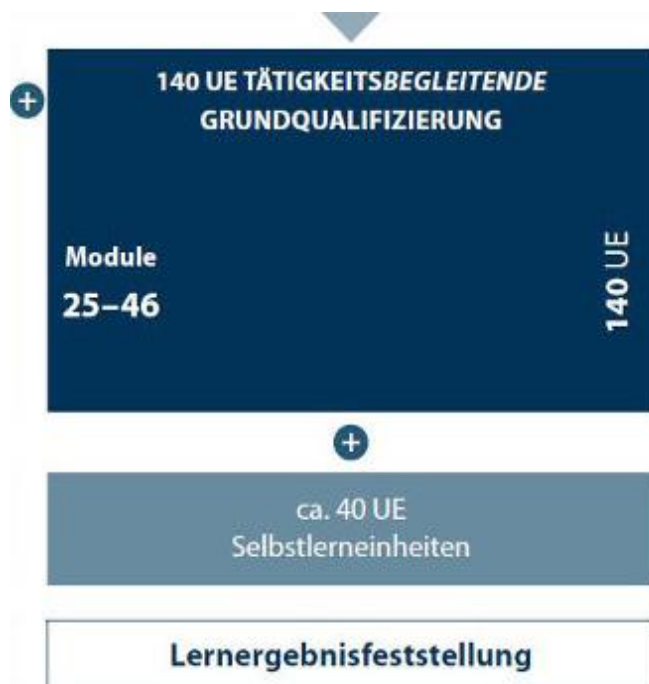 140 UE TÄTIGKEITSBEGLEITENDE
GRUNDQUALIFIZIERUNG
Module
25–46
140 UE
ca. 40 UE
Selbstlerneinheiten
Lernergebnisfeststellung